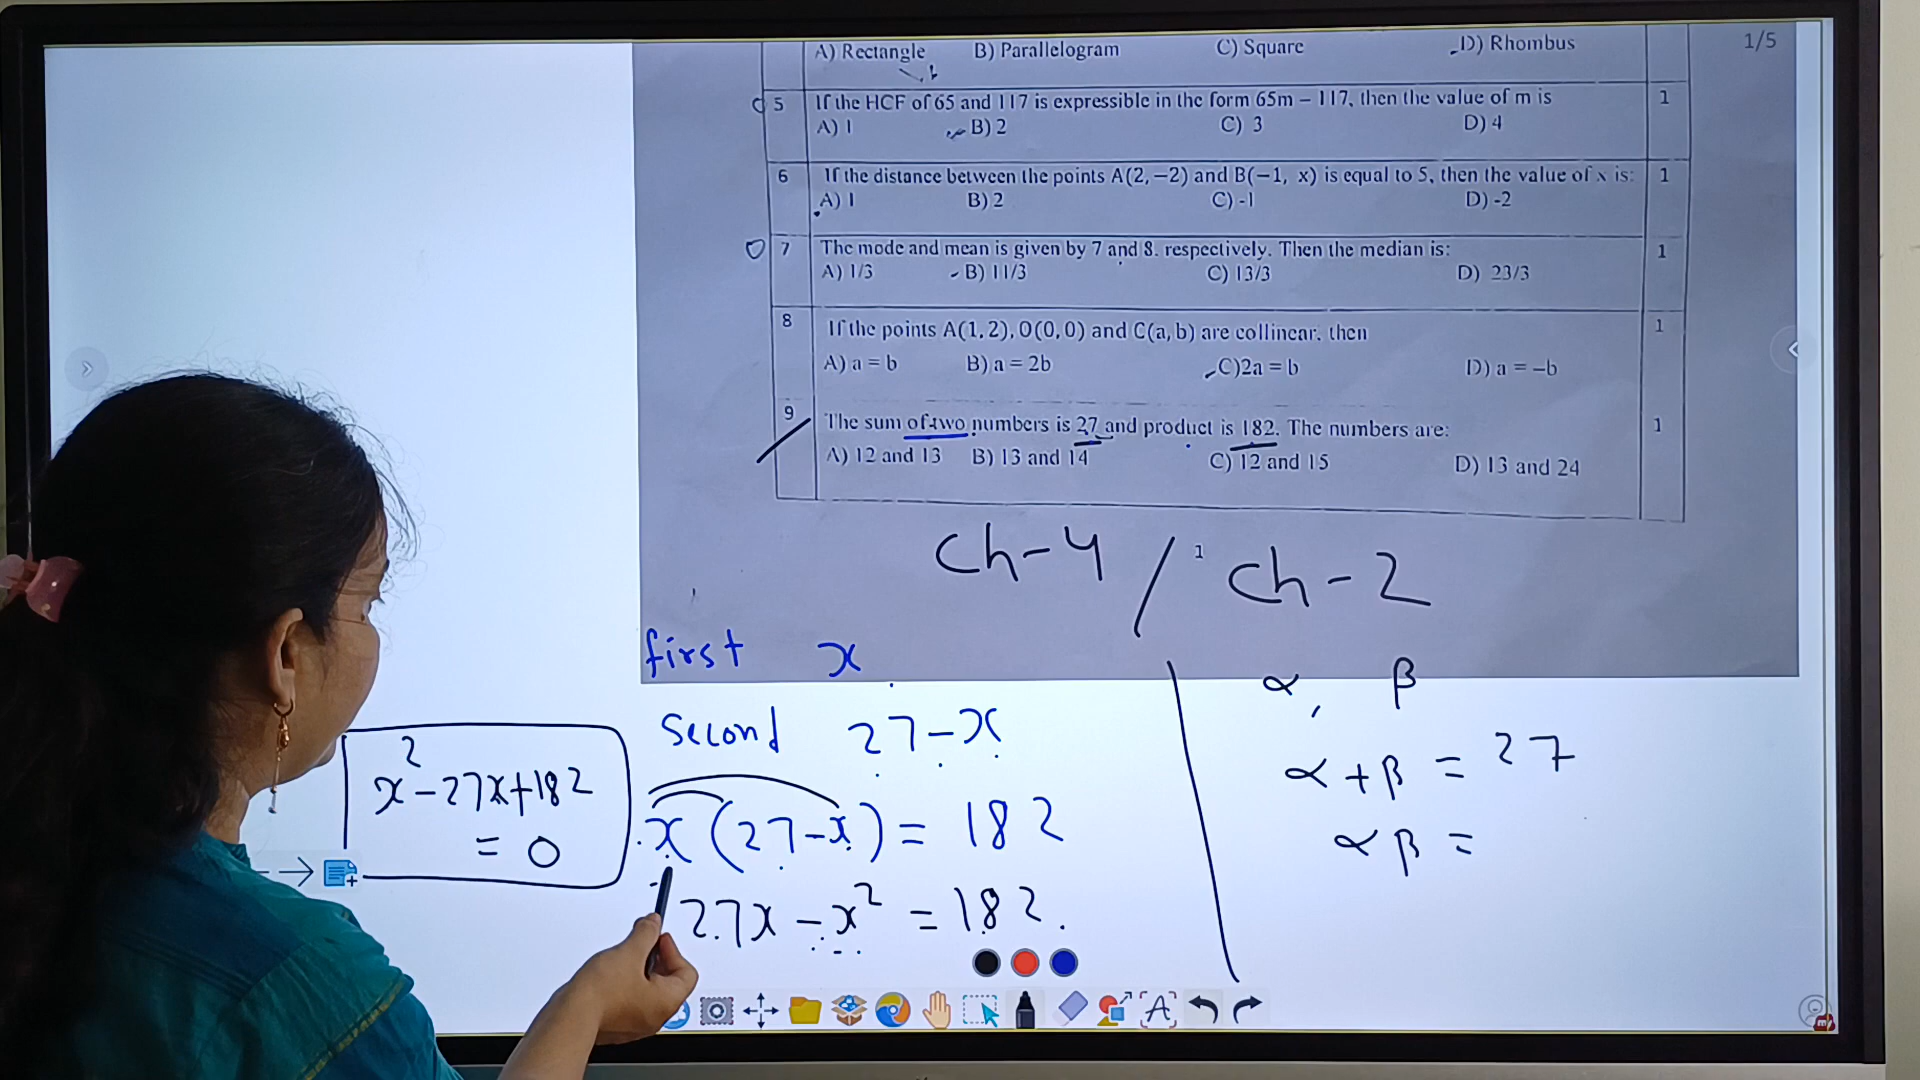 A) Rectangle B) Parallelogram C) Square D) Rhombus
1/5
5 If the HCF of 65 and 117 is expressible in the form 65m – 117, then the value of m is 1
A) 1 B) 2 C) 3 D) 4
6 If the distance between the points A(2, −2) and B(−1, x) is equal to 5, then the value of x is: 1
A) 1 B) 2 C) -1 D) -2
7 The mode and mean is given by 7 and 8. respectively. Then the median is: 1
A) 1/3 B) 11/3 C) 13/3 D) 23/3
8 If the points A(1, 2), O(0, 0) and C(a, b) are collinear, then 1
A) a = b B) a = 2b C)2a = b D) a = −b
9 The sum of two numbers is 27 and product is 182. The numbers are: 1
A) 12 and 13 B) 13 and 14 C) 12 and 15 D) 13 and 24
Ch-4 / Ch-2
1
first x
second 27-x
x(27-x) = 182
27x - x² = 182.
x² - 27x + 182
= 0
α, β
α + β = 27
αβ =